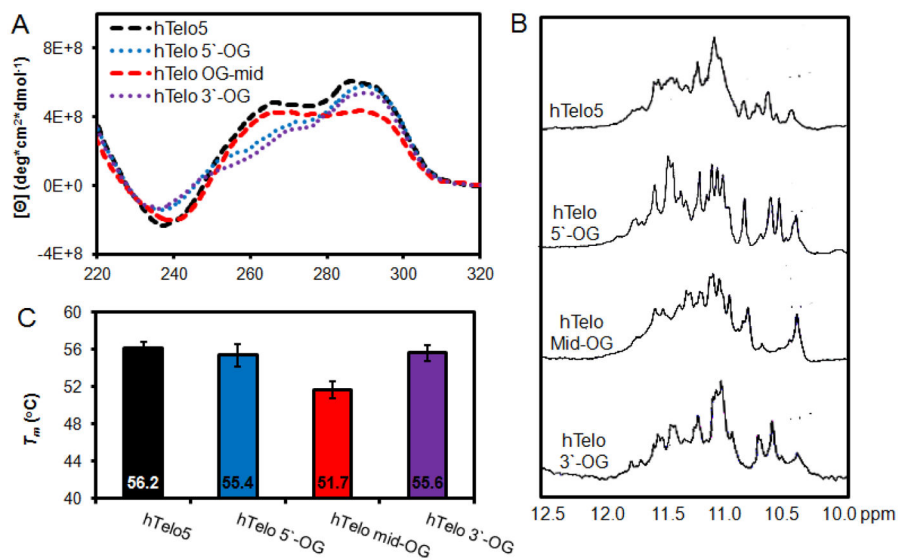 A
hTelo5
hTelo 5`-OG
hTelo OG-mid
hTelo 3`-OG
[Θ] (deg*cm²*dmol⁻¹)
8E+8
4E+8
0E+0
-4E+8
220 240 260 280 300 320
B
hTelo5
hTelo
5`-OG
hTelo
Mid-OG
hTelo
3`-OG
12.5 12.0 11.5 11.0 10.5 10.0 ppm
C
Tm (°C)
60
56
52
48
44
40
56.2 55.4 51.7 55.6
hTelo5 hTelo 5`-OG hTelo mid-OG hTelo 3`-OG